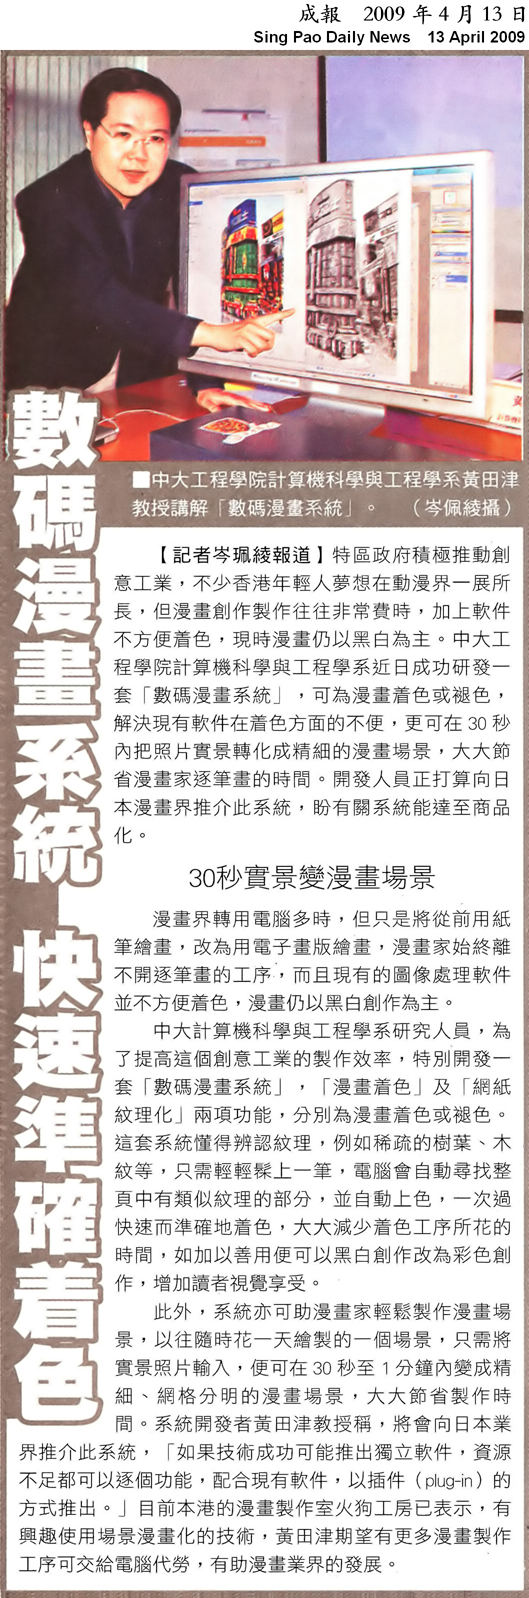 成報　2009 年 4 月 13 日
Sing Pao Daily News　13 April 2009
■中大工程學院計算機科學與工程學系黃田津
教授講解「數碼漫畫系統」。　（岑佩綾攝）
數碼漫畫系統　快速準確着色
【記者岑珮綾報道】特區政府積極推動創
意工業，不少香港年輕人夢想在動漫界一展所
長，但漫畫創作製作往往非常費時，加上軟件
不方便着色，現時漫畫仍以黑白為主。中大工
程學院計算機科學與工程學系近日成功研發一
套「數碼漫畫系統」，可為漫畫着色或褪色，
解決現有軟件在着色方面的不便，更可在 30 秒
內把照片實景轉化成精細的漫畫場景，大大節
省漫畫家逐筆畫的時間。開發人員正打算向日
本漫畫界推介此系統，盼有關系統能達至商品
化。
30秒實景變漫畫場景
漫畫界轉用電腦多時，但只是將從前用紙
筆繪畫，改為用電子畫版繪畫，漫畫家始終離
不開逐筆畫的工序，而且現有的圖像處理軟件
並不方便着色，漫畫仍以黑白創作為主。
中大計算機科學與工程學系研究人員，為
了提高這個創意工業的製作效率，特別開發一
套「數碼漫畫系統」，「漫畫着色」及「網紙
紋理化」兩項功能，分別為漫畫着色或褪色。
這套系統懂得辨認紋理，例如稀疏的樹葉、木
紋等，只需輕輕髹上一筆，電腦會自動尋找整
頁中有類似紋理的部分，並自動上色，一次過
快速而準確地着色，大大減少着色工序所花的
時間，如加以善用便可以黑白創作改為彩色創
作，增加讀者視覺享受。
此外，系統亦可助漫畫家輕鬆製作漫畫場
景，以往隨時花一天繪製的一個場景，只需將
實景照片輸入，便可在 30 秒至 1 分鐘內變成精
細、網格分明的漫畫場景，大大節省製作時
間。系統開發者黃田津教授稱，將會向日本業
界推介此系統，「如果技術成功可能推出獨立軟件，資源
不足都可以逐個功能，配合現有軟件，以插件（plug-in）的
方式推出。」目前本港的漫畫製作室火狗工房已表示，有
興趣使用場景漫畫化的技術，黃田津期望有更多漫畫製作
工序可交給電腦代勞，有助漫畫業界的發展。